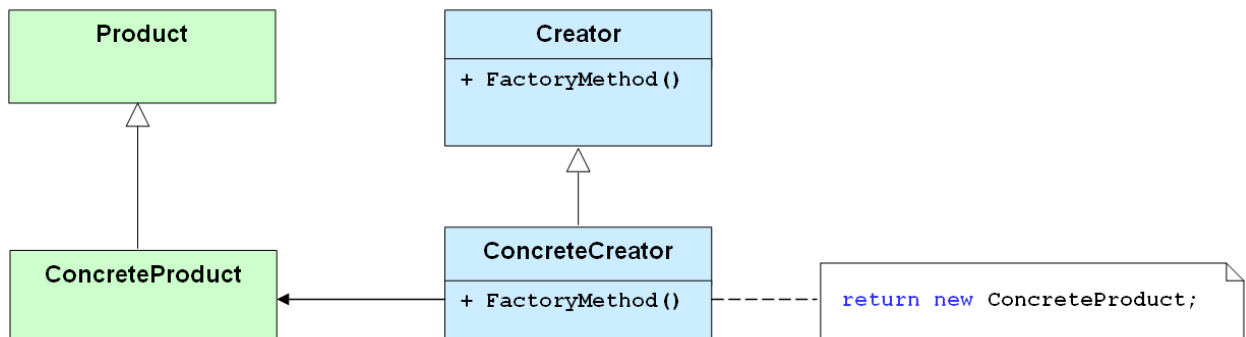 Product
Creator
+ FactoryMethod()
ConcreteProduct
ConcreteCreator
+ FactoryMethod()
return new ConcreteProduct;